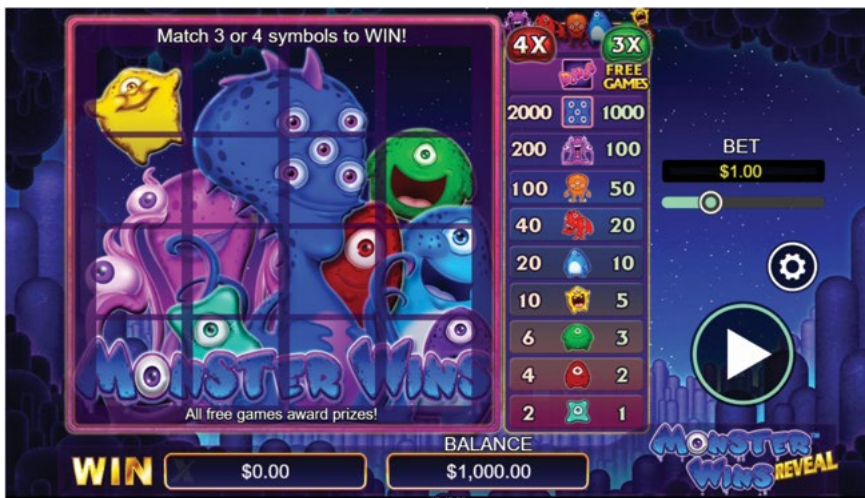 Match 3 or 4 symbols to WIN!
MONSTER WINS
All free games award prizes!
4X 3X
BONUS FREE GAMES
2000 1000
200 100
100 50
40 20
20 10
10 5
6 3
4 2
2 1
BET
$1.00
MONSTER WINS™ REVEAL
WIN $0.00
BALANCE
$1,000.00